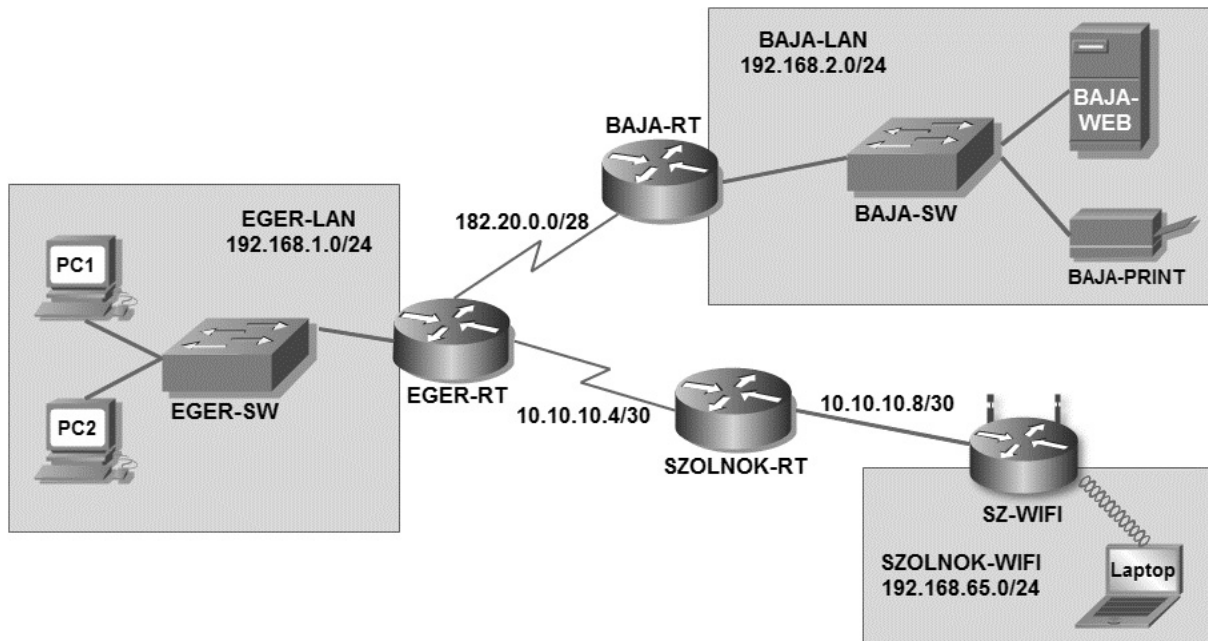 BAJA-LAN
192.168.2.0/24
BAJA-WEB
BAJA-RT
BAJA-SW
BAJA-PRINT
182.20.0.0/28
EGER-LAN
192.168.1.0/24
PC1
PC2
EGER-SW
EGER-RT
10.10.10.4/30
SZOLNOK-RT
10.10.10.8/30
SZ-WIFI
SZOLNOK-WIFI
192.168.65.0/24
Laptop